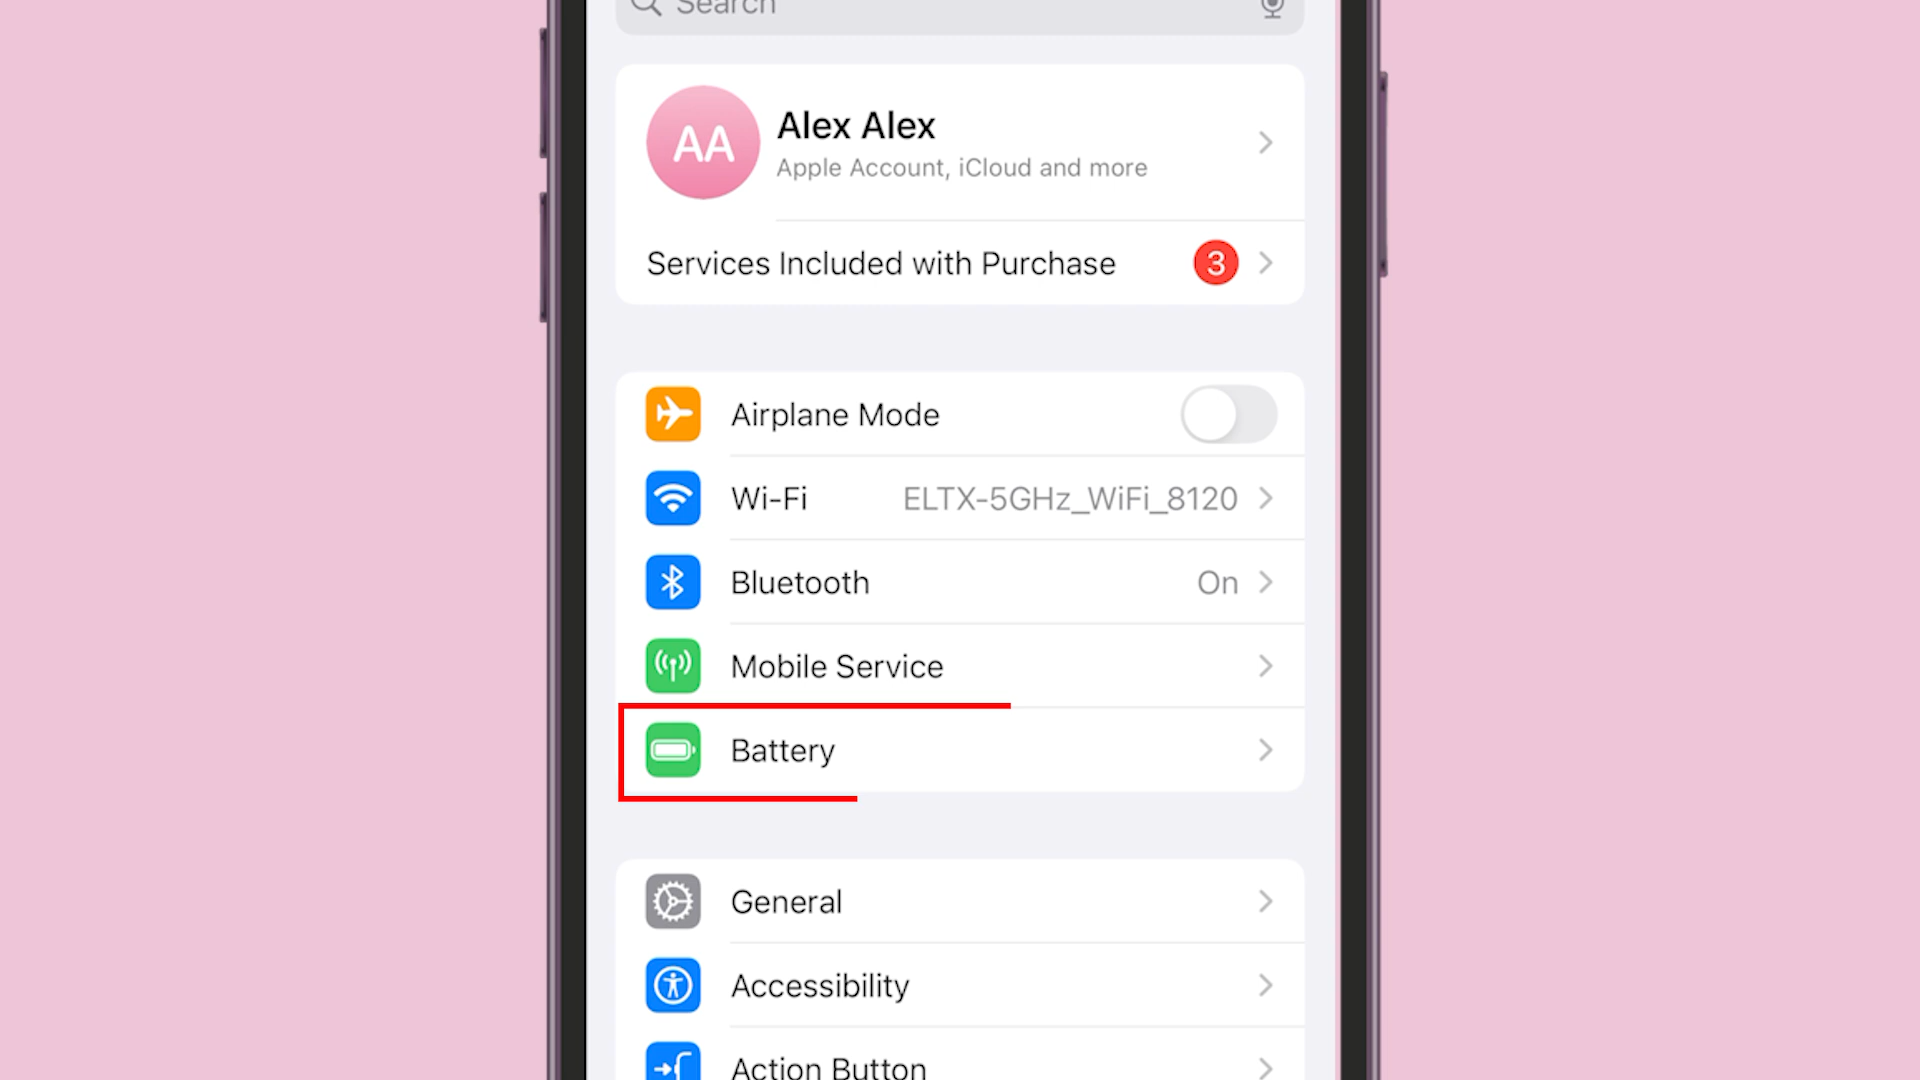 Search
AA
Alex Alex
Apple Account, iCloud and more
Services Included with Purchase 3
Airplane Mode
Wi-Fi ELTX-5GHz_WiFi_8120
Bluetooth On
Mobile Service
Battery
General
Accessibility
Action Button